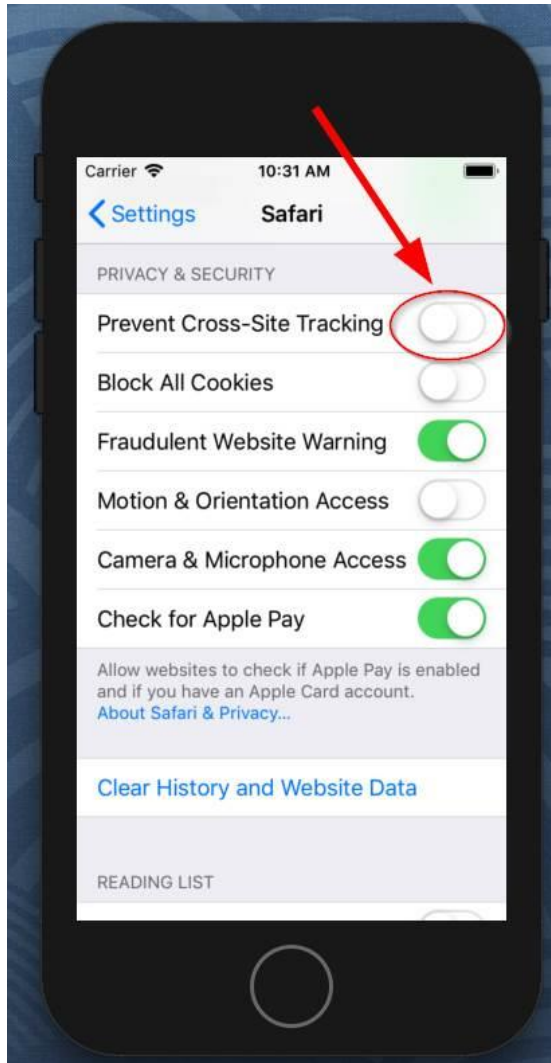 Carrier 10:31 AM
Settings Safari
PRIVACY & SECURITY
Prevent Cross-Site Tracking
Block All Cookies
Fraudulent Website Warning
Motion & Orientation Access
Camera & Microphone Access
Check for Apple Pay
Allow websites to check if Apple Pay is enabled
and if you have an Apple Card account.
About Safari & Privacy...
Clear History and Website Data
READING LIST